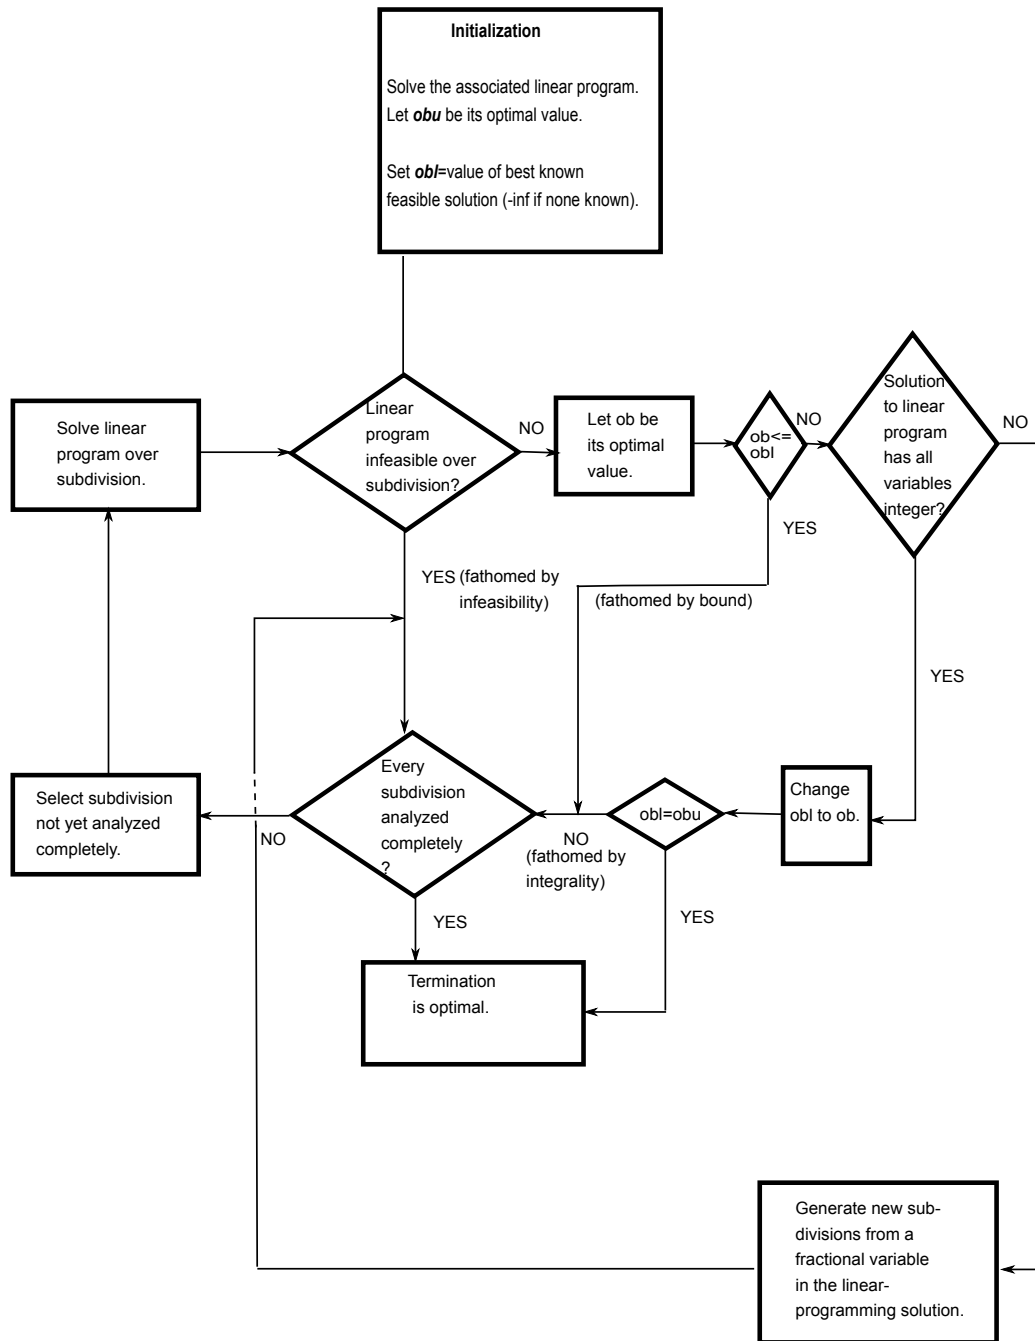 Initialization
Solve the associated linear program.
Let obu be its optimal value.
Set obl=value of best known
feasible solution (-inf if none known).
Solve linear
program over
subdivision.
Linear
program
infeasible over
subdivision?
NO
Let ob be
its optimal
value.
ob<=
obl
NO
Solution
to linear
program
has all
variables
integer?
NO
YES
YES (fathomed by
infeasibility)
(fathomed by bound)
YES
Select subdivision
not yet analyzed
completely.
NO
Every
subdivision
analyzed
completely
?
NO
(fathomed by
integrality)
obl=obu
Change
obl to ob.
YES
YES
Termination
is optimal.
Generate new sub-
divisions from a
fractional variable
in the linear-
programming solution.